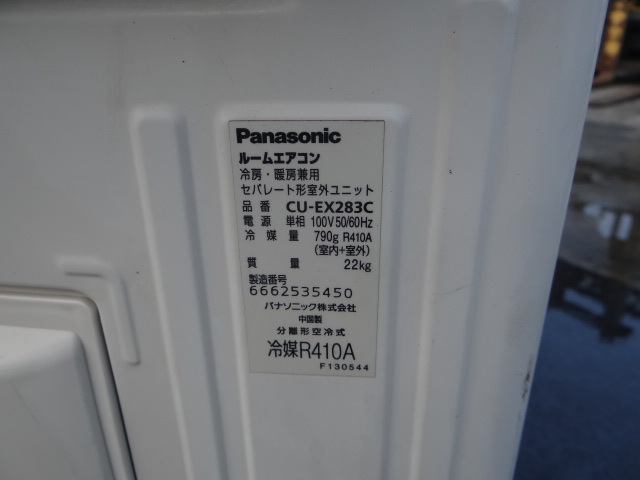 Panasonic
ルームエアコン
冷房・暖房兼用
セパレート形室外ユニット
品番 CU-EX283C
電源 単相 100V 50/60Hz
冷媒量 790g R410A
(室内+室外)
質量 22kg
製造番号
6662535450
パナソニック株式会社
中国製
分離形空冷式
冷媒R410A
F130544